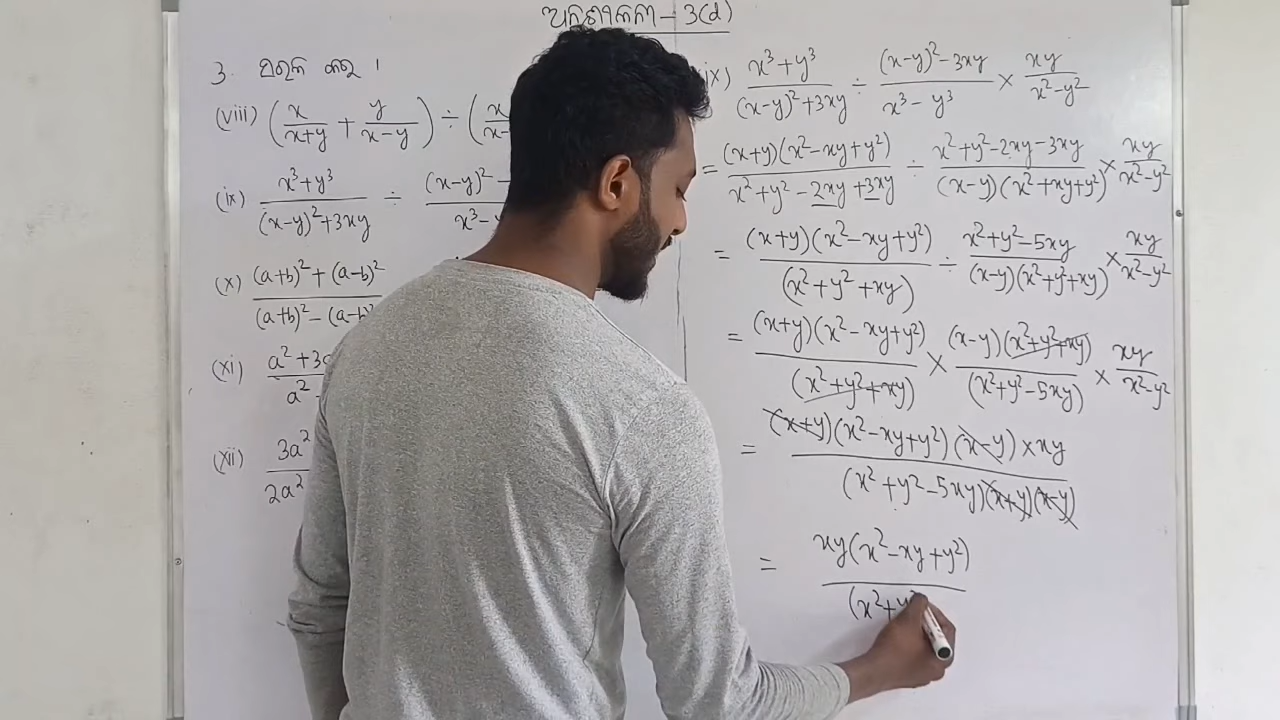 ଅନୁଶୀଳନୀ - 3(d)
3. ସରଳ କର ।
(viii) (x/(x+y) + y/(x-y)) ÷ (x/(x-
(ix) (x³+y³)/((x-y)²+3xy) ÷ ((x-y)²-)/(x³-
(x) ((a+b)²+(a-b)²)/((a+b)²-(a-b)²
(xi) (a²+3)/(a²
(xii) 3a²/2a²
ix) (x³+y³)/((x-y)²+3xy) ÷ ((x-y)²-3xy)/(x³-y³) × xy/(x²-y²)
= ((x+y)(x²-xy+y²))/(x²+y²-2xy+3xy) ÷ (x²+y²-2xy-3xy)/((x-y)(x²+xy+y²)) × xy/(x²-y²)
= ((x+y)(x²-xy+y²))/((x²+y²+xy)) ÷ (x²+y²-5xy)/((x-y)(x²+y²+xy)) × xy/(x²-y²)
= ((x+y)(x²-xy+y²))/((x²+y²+xy)) × ((x-y)(x²+y²+xy))/((x²+y²-5xy)) × xy/(x²-y²)
= ((x+y)(x²-xy+y²)(x-y)×xy)/((x²+y²-5xy)(x+y)(x-y))
= (xy(x²-xy+y²))/((x²+y²